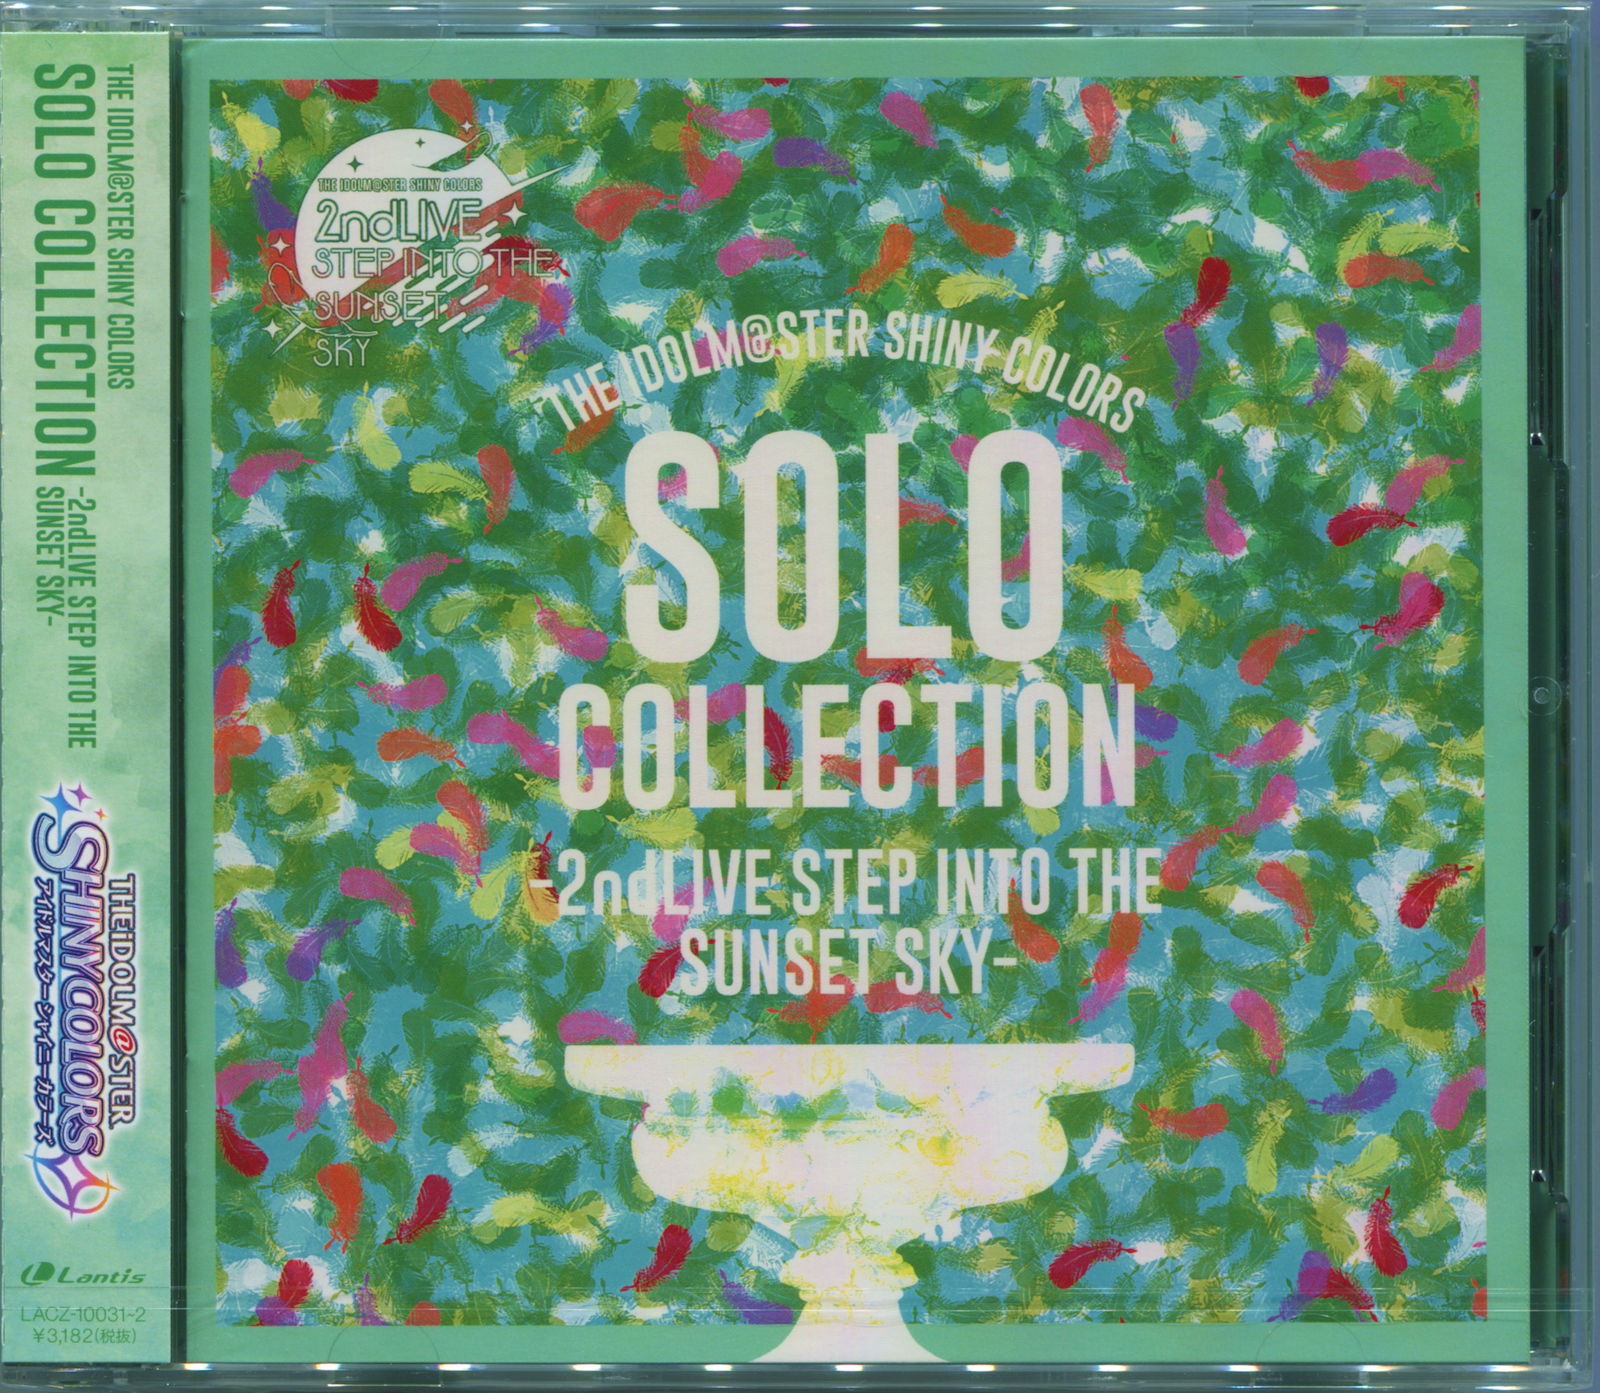 THE IDOLM@STER SHINY COLORS
SOLO COLLECTION
-2ndLIVE STEP INTO THE
SUNSET SKY-
THE iDOLM@STER
SHINYCOLORS
アイドルマスターシャイニーカラーズ
Lantis
LACZ-10031~2
¥3,182(税抜)
THE IDOLM@STER SHINY COLORS
2ndLIVE
STEP INTO THE
SUNSET
SKY
THE IDOLM@STER SHINY COLORS
SOLO
COLLECTION
-2ndLIVE STEP INTO THE
SUNSET SKY-